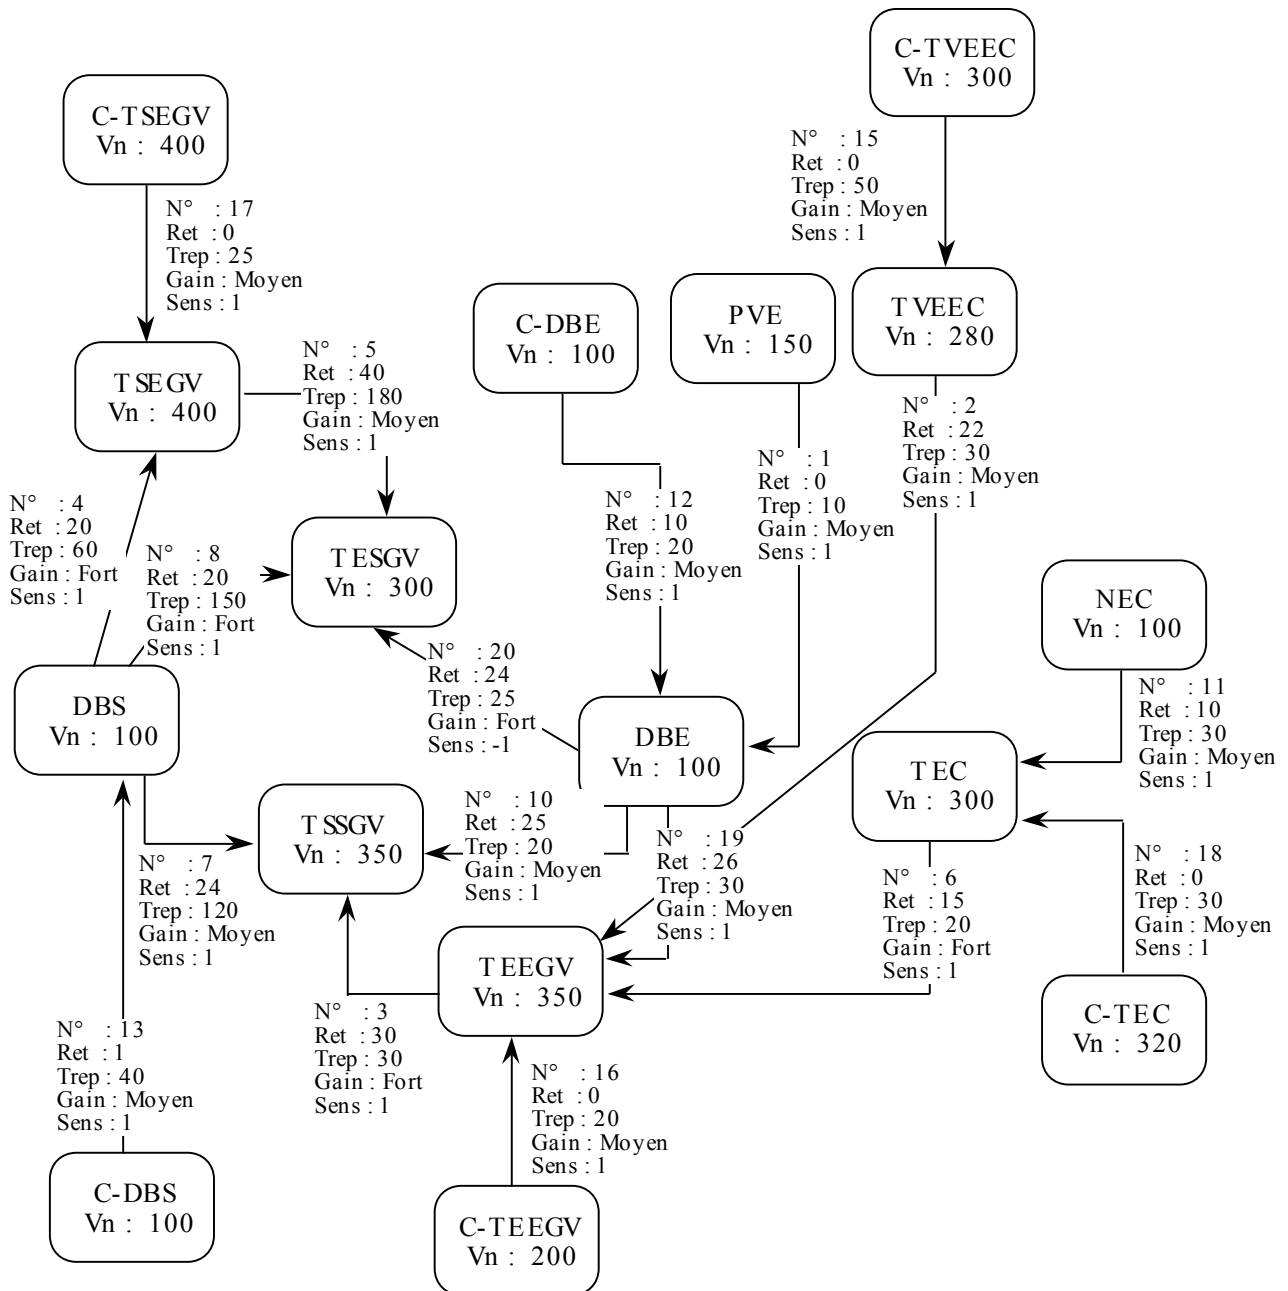 C-TVEEC
Vn : 300
C-TSEGV
Vn : 400
N° : 15
Ret : 0
Trep : 50
Gain : Moyen
Sens : 1
N° : 17
Ret : 0
Trep : 25
Gain : Moyen
Sens : 1
TVEEC
Vn : 280
PVE
Vn : 150
C-DBE
Vn : 100
TSEGV
Vn : 400
N° : 5
Ret : 40
Trep : 180
Gain : Moyen
Sens : 1
N° : 2
Ret : 22
Trep : 30
Gain : Moyen
Sens : 1
N° : 1
Ret : 0
Trep : 10
Gain : Moyen
Sens : 1
N° : 12
Ret : 10
Trep : 20
Gain : Moyen
Sens : 1
N° : 4
Ret : 20
Trep : 60
Gain : Fort
Sens : 1
N° : 8
Ret : 20
Trep : 150
Gain : Fort
Sens : 1
TESGV
Vn : 300
NEC
Vn : 100
N° : 20
Ret : 24
Trep : 25
Gain : Fort
Sens : -1
DBS
Vn : 100
DBE
Vn : 100
N° : 11
Ret : 10
Trep : 30
Gain : Moyen
Sens : 1
TEC
Vn : 300
TSSGV
Vn : 350
N° : 10
Ret : 25
Trep : 20
Gain : Moyen
Sens : 1
N° : 19
Ret : 26
Trep : 30
Gain : Moyen
Sens : 1
N° : 7
Ret : 24
Trep : 120
Gain : Moyen
Sens : 1
N° : 6
Ret : 15
Trep : 20
Gain : Fort
Sens : 1
N° : 18
Ret : 0
Trep : 30
Gain : Moyen
Sens : 1
TEEGV
Vn : 350
C-TEC
Vn : 320
N° : 3
Ret : 30
Trep : 30
Gain : Fort
Sens : 1
N° : 13
Ret : 1
Trep : 40
Gain : Moyen
Sens : 1
N° : 16
Ret : 0
Trep : 20
Gain : Moyen
Sens : 1
C-DBS
Vn : 100
C-TEEGV
Vn : 200